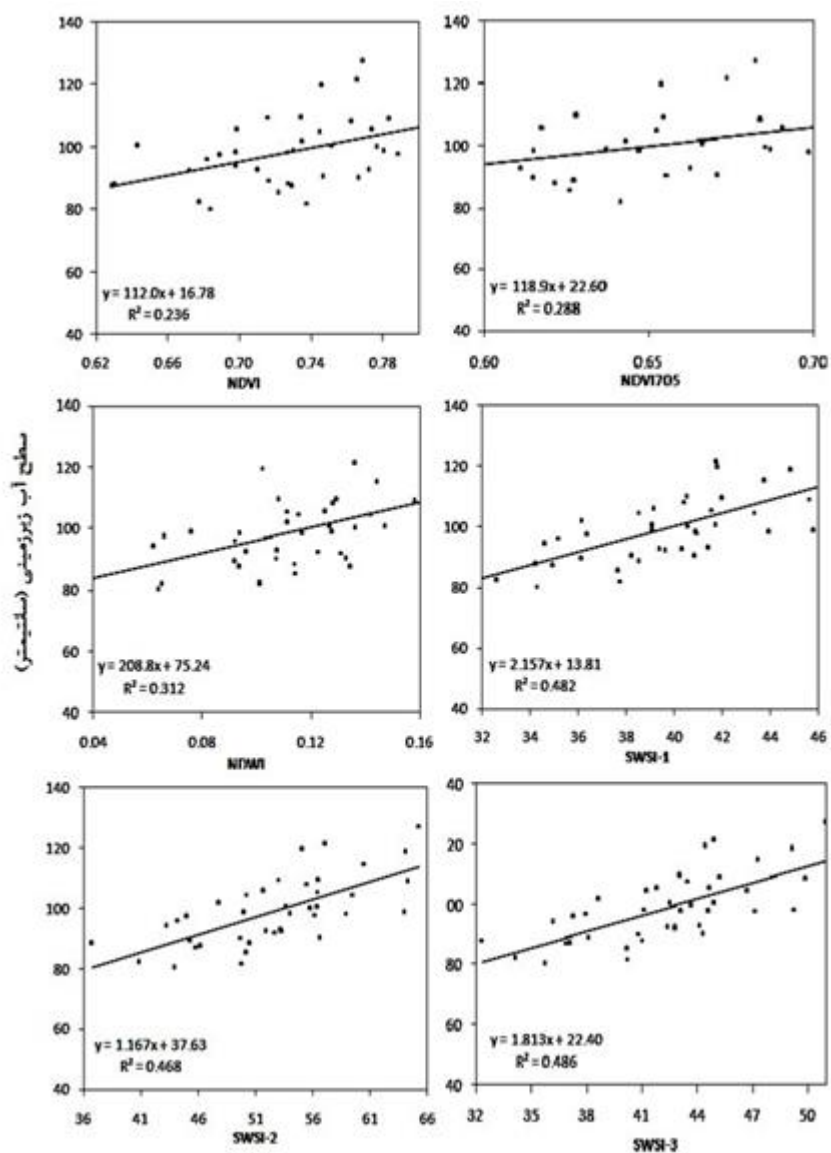 سطح آب زیرزمینی (سانتیمتر)
140
120
100
80
60
40
y = 112.0x + 16.78
R² = 0.236
0.62 0.66 0.70 0.74 0.78
NDVI
140
120
100
80
60
40
y = 118.9x + 22.60
R² = 0.288
0.60 0.65 0.70
NDVI705
140
120
100
80
60
40
y = 208.8x + 75.24
R² = 0.312
0.04 0.08 0.12 0.16
NDWI
140
120
100
80
60
40
y = 2.157x + 13.81
R² = 0.482
32 34 36 38 40 42 44 46
SWSI-1
140
120
100
80
60
40
y = 1.167x + 37.63
R² = 0.468
36 41 46 51 56 61 66
SWSI-2
140
20
00
80
60
40
y = 1.813x + 22.40
R² = 0.486
32 35 38 41 44 47 50
SWSI-3